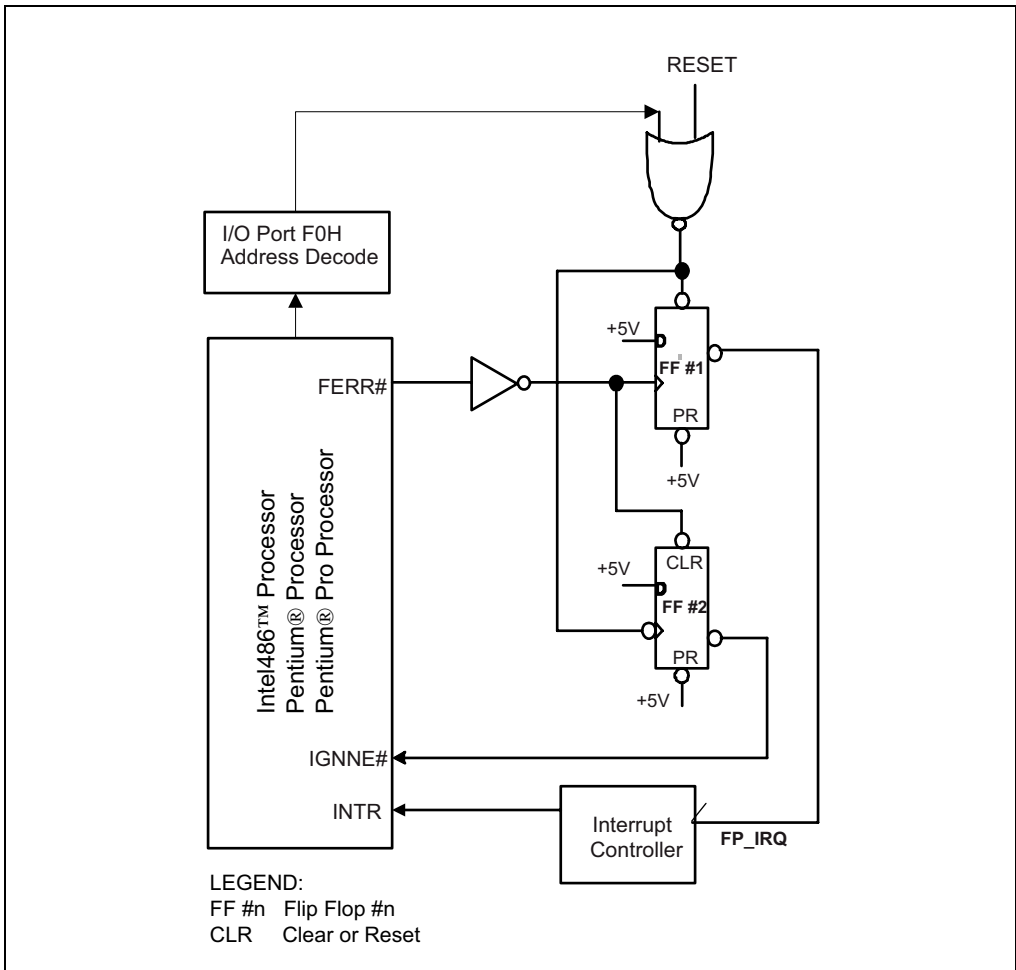 RESET
I/O Port F0H
Address Decode
+5V
FF #1
PR
+5V
FERR#
Intel486™ Processor
Pentium® Processor
Pentium® Pro Processor
CLR
+5V
FF #2
PR
+5V
IGNNE#
INTR
Interrupt
Controller
FP_IRQ
LEGEND:
FF #n Flip Flop #n
CLR Clear or Reset